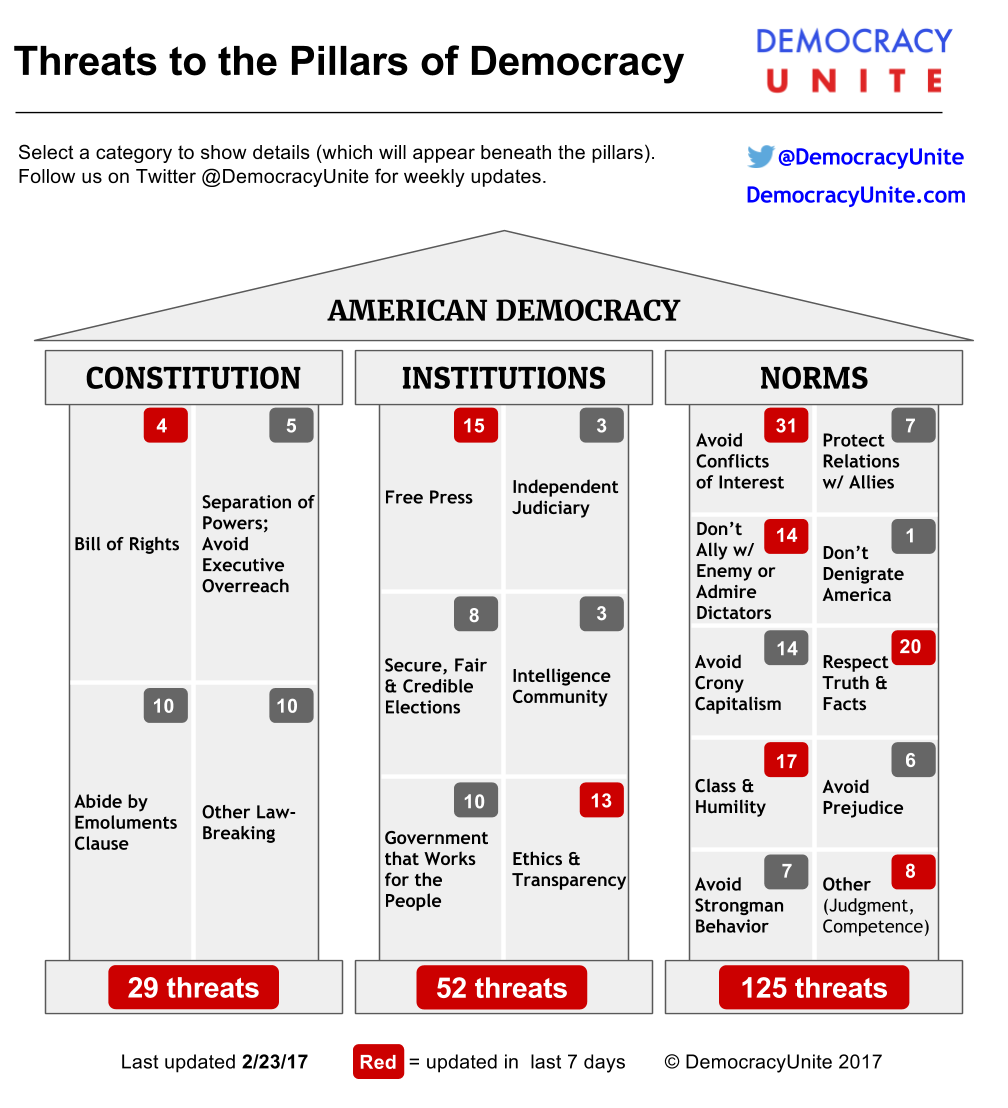 Threats to the Pillars of Democracy
DEMOCRACY
UNITE
Select a category to show details (which will appear beneath the pillars).
Follow us on Twitter @DemocracyUnite for weekly updates.
@DemocracyUnite
DemocracyUnite.com
AMERICAN DEMOCRACY
CONSTITUTION
4
Bill of Rights
5
Separation of
Powers;
Avoid
Executive
Overreach
10
Abide by
Emoluments
Clause
10
Other Law-
Breaking
29 threats
INSTITUTIONS
15
Free Press
3
Independent
Judiciary
8
Secure, Fair
& Credible
Elections
3
Intelligence
Community
10
Government
that Works
for the
People
13
Ethics &
Transparency
52 threats
NORMS
31
Avoid
Conflicts
of Interest
7
Protect
Relations
w/ Allies
14
Don't
Ally w/
Enemy or
Admire
Dictators
1
Don't
Denigrate
America
14
Avoid
Crony
Capitalism
20
Respect
Truth &
Facts
17
Class &
Humility
6
Avoid
Prejudice
7
Avoid
Strongman
Behavior
8
Other
(Judgment,
Competence)
125 threats
Last updated 2/23/17
Red = updated in last 7 days
© DemocracyUnite 2017